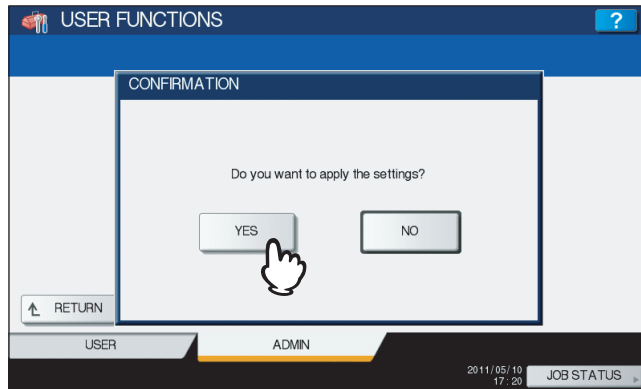 USER FUNCTIONS
?
CONFIRMATION
Do you want to apply the settings?
YES
NO
RETURN
USER
ADMIN
2011/05/10
17:20
JOB STATUS